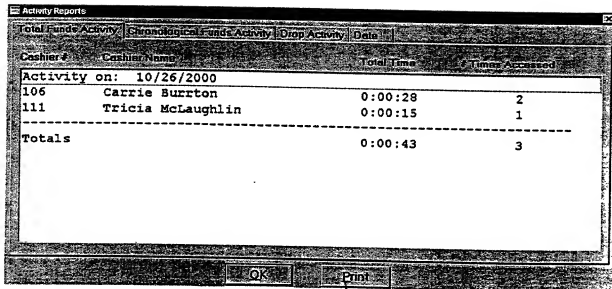 Activity Reports
Total Funds Activity Chronological Funds Activity Drop Activity Date
Cashier # Cashier Name Total Time # Times Accessed
Activity on: 10/26/2000
106 Carrie Burrton 0:00:28 2
111 Tricia McLaughlin 0:00:15 1
Totals 0:00:43 3
OK Print